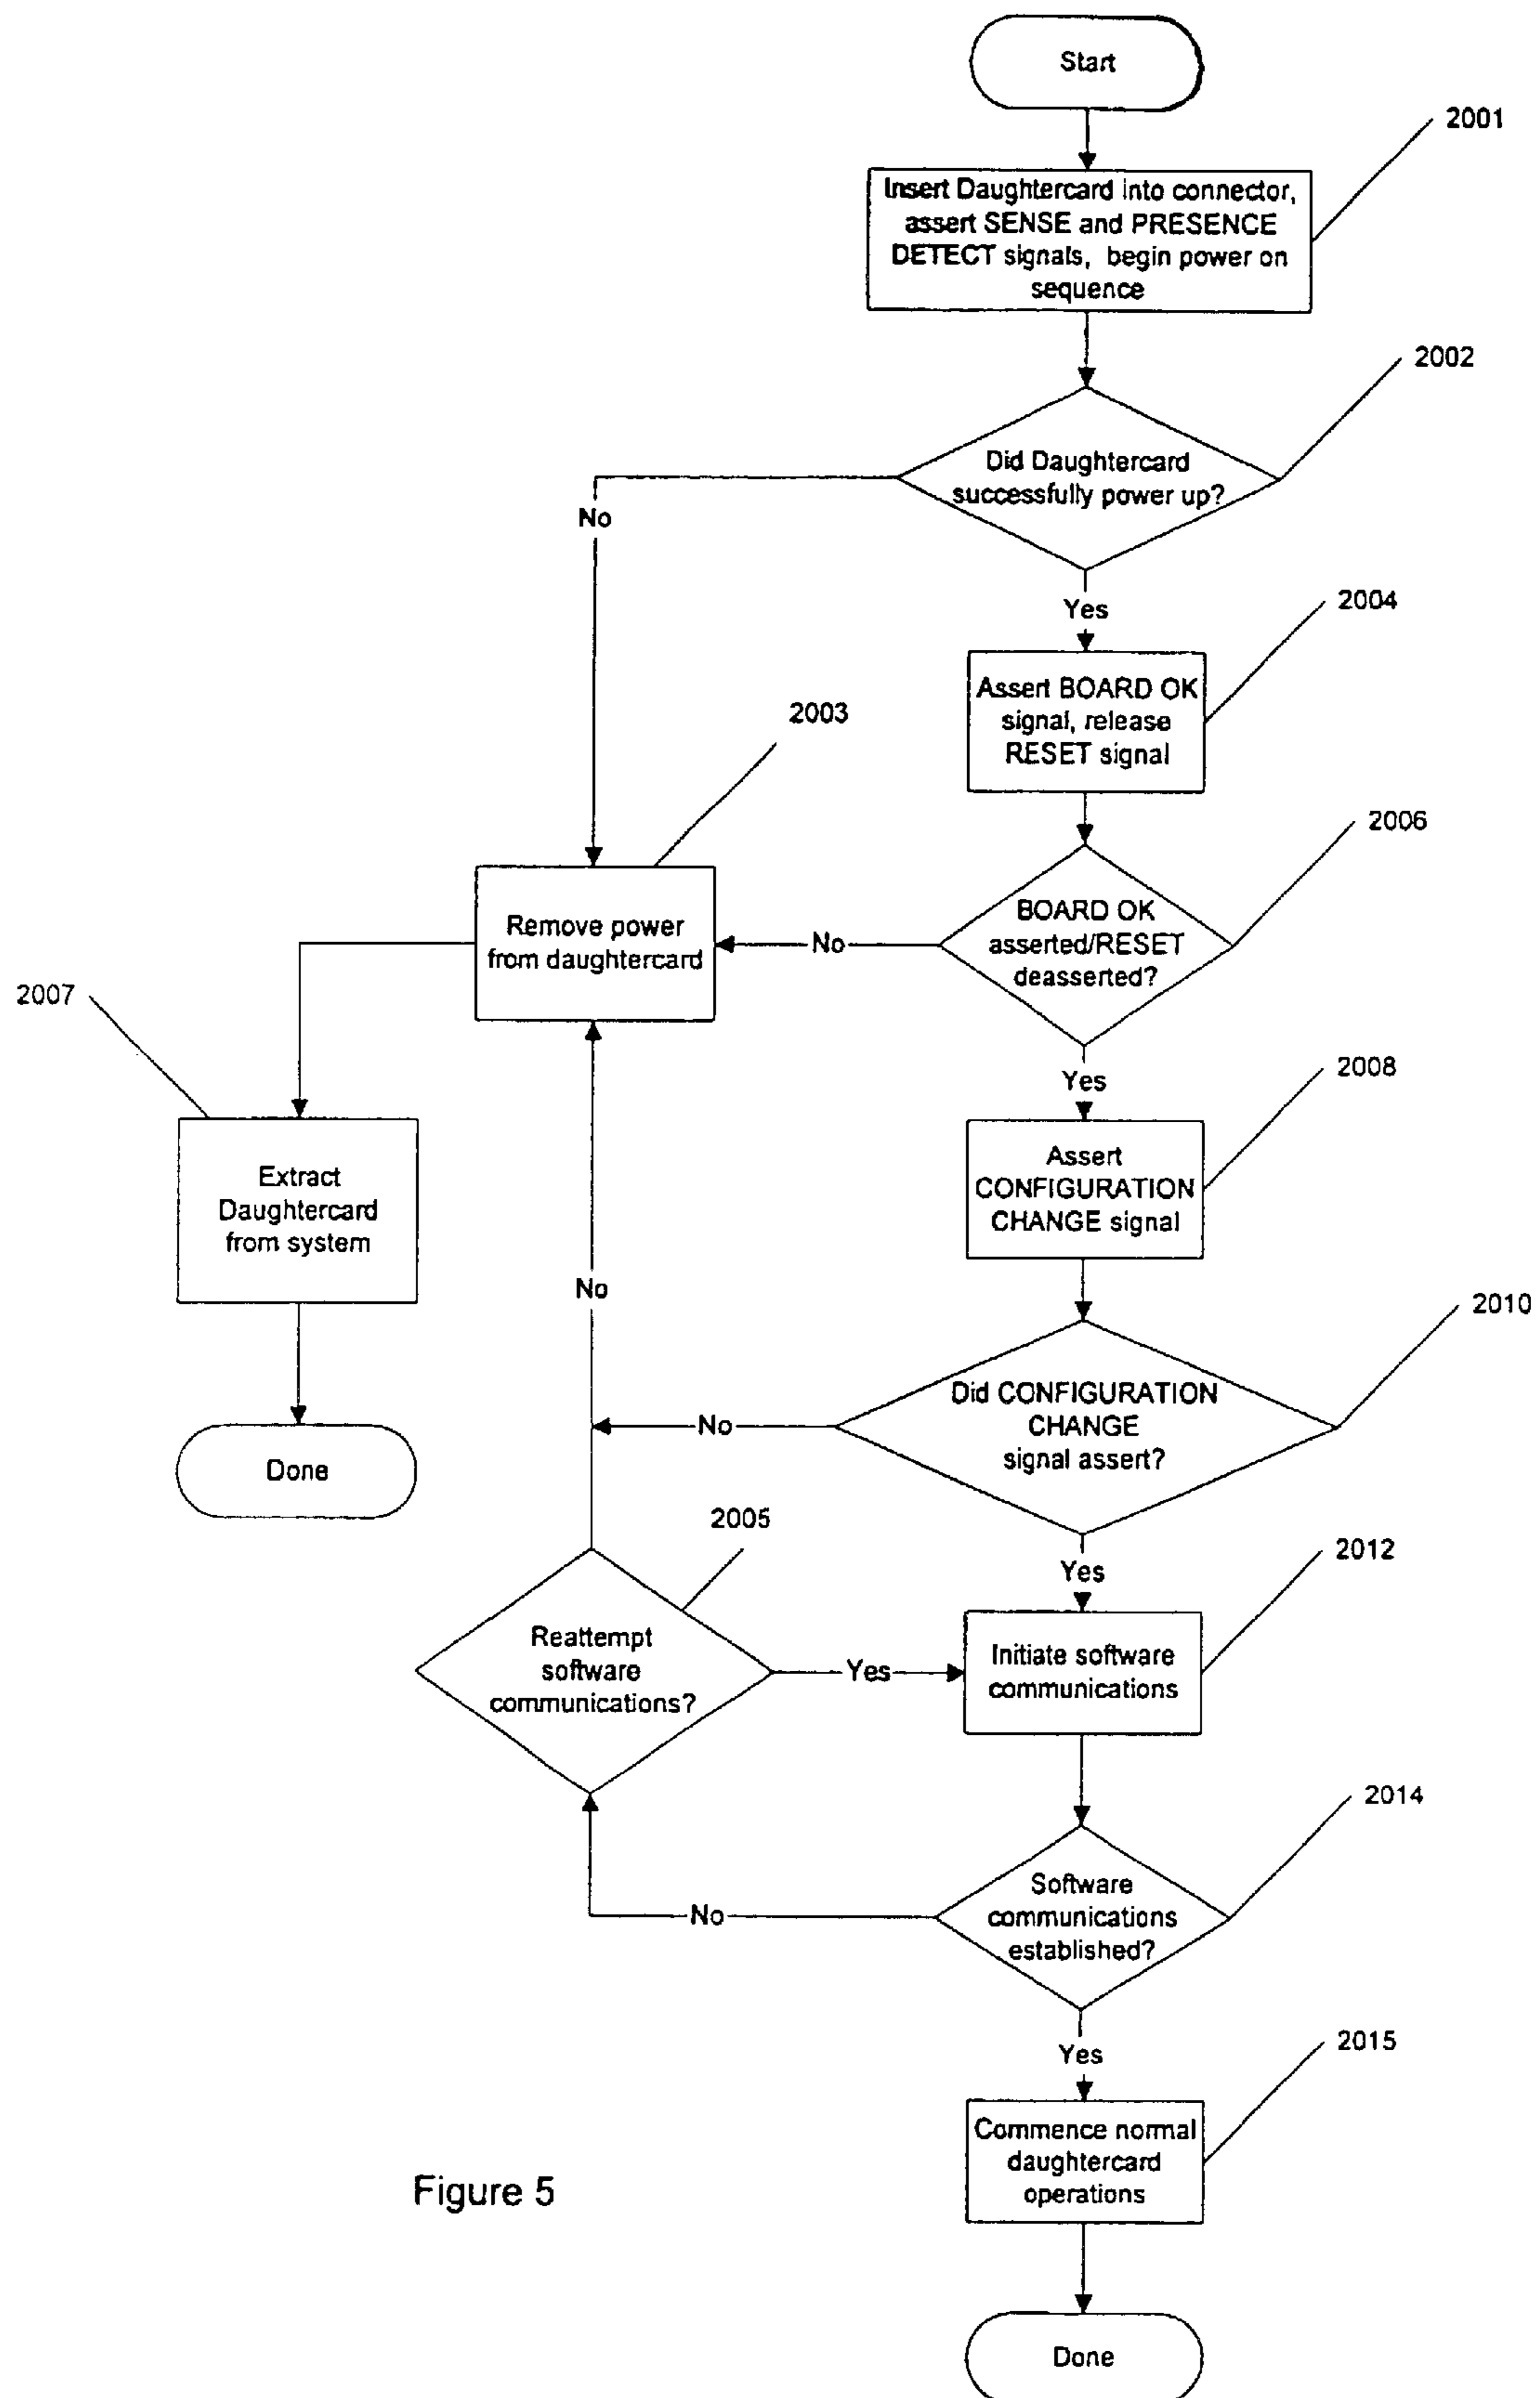 Start
2001
Insert Daughtercard into connector,
assert SENSE and PRESENCE
DETECT signals, begin power on
sequence
2002
Did Daughtercard
successfully power up?
No
Yes
2004
Assert BOARD OK
signal, release
RESET signal
2003
2006
Remove power
from daughtercard
No
BOARD OK
asserted/RESET
deasserted?
2007
Yes
2008
Extract
Daughtercard
from system
Assert
CONFIGURATION
CHANGE signal
No
2010
Did CONFIGURATION
CHANGE
signal assert?
No
Done
2005
Yes
2012
Reattempt
software
communications?
Yes
Initiate software
communications
2014
Software
communications
established?
No
Yes
2015
Commence normal
daughtercard
operations
Figure 5
Done